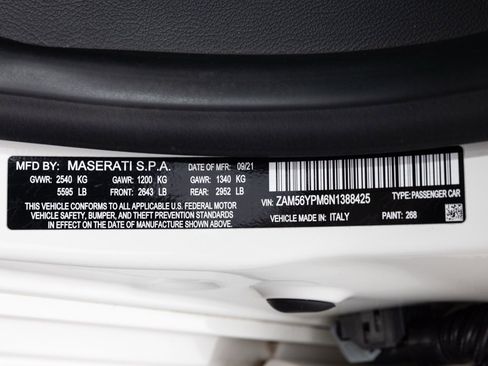 MFD BY: MASERATI S.P.A. DATE OF MFR: 09/21
GVWR: 2540 KG GAWR: 1200 KG GAWR: 1340 KG
5595 LB FRONT: 2643 LB REAR: 2952 LB
THIS VEHICLE CONFORMS TO ALL APPLICABLE U.S. FEDERAL MOTOR
VEHICLE SAFETY, BUMPER, AND THEFT PREVENTION STANDARDS
IN EFFECT ON THE DATE OF MANUFACTURE SHOWN ABOVE.
VIN: ZAM56YPM6N1388425 TYPE: PASSENGER CAR
VEHICLE MADE IN: ITALY PAINT: 268